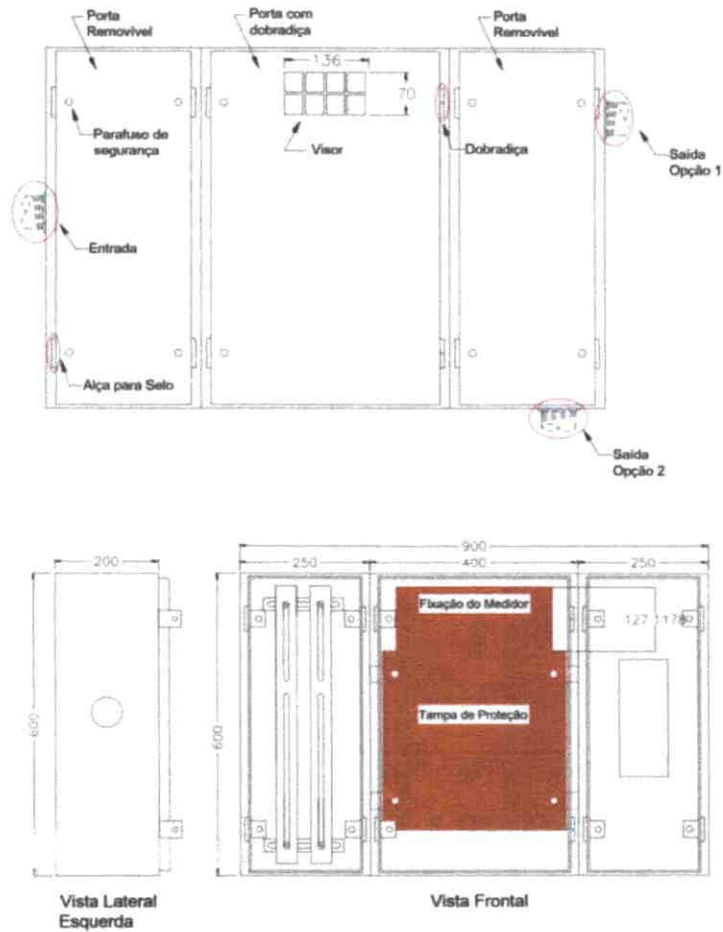 Porta
Removível
Porta com
dobradiça
Porta
Removível
136
70
Parafuso de
segurança
Visor
Dobradiça
Saída
Opção 1
Entrada
Alça para Selo
Saída
Opção 2
900
200
250
400
250
Fixação do Medidor
127
Tampa de Proteção
600
600
Vista Lateral
Esquerda
Vista Frontal